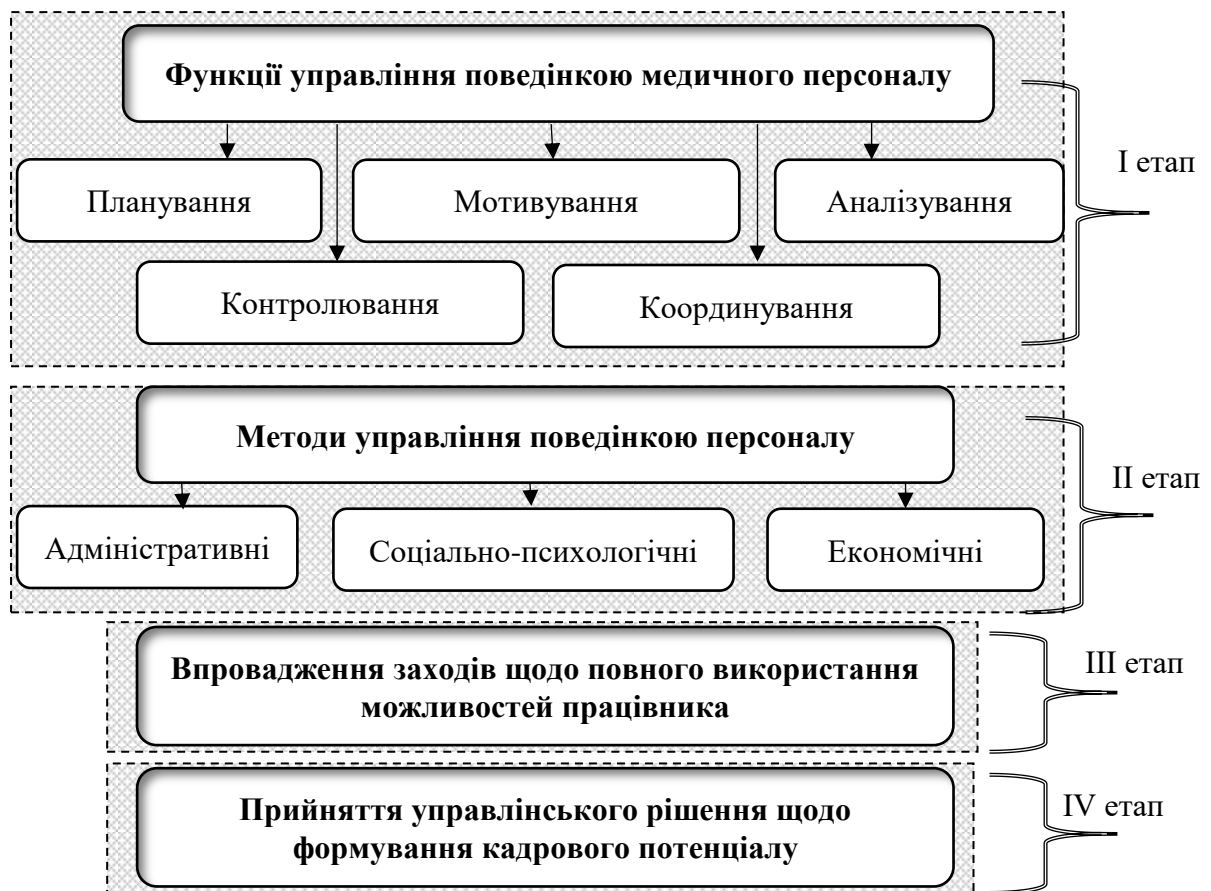 Функції управління поведінкою медичного персоналу
І етап
Планування
Мотивування
Аналізування
Контролювання
Координування
Методи управління поведінкою персоналу
ІІ етап
Адміністративні
Соціально-психологічні
Економічні
Впровадження заходів щодо повного використання
можливостей працівника
ІІІ етап
Прийняття управлінського рішення щодо
формування кадрового потенціалу
IV етап